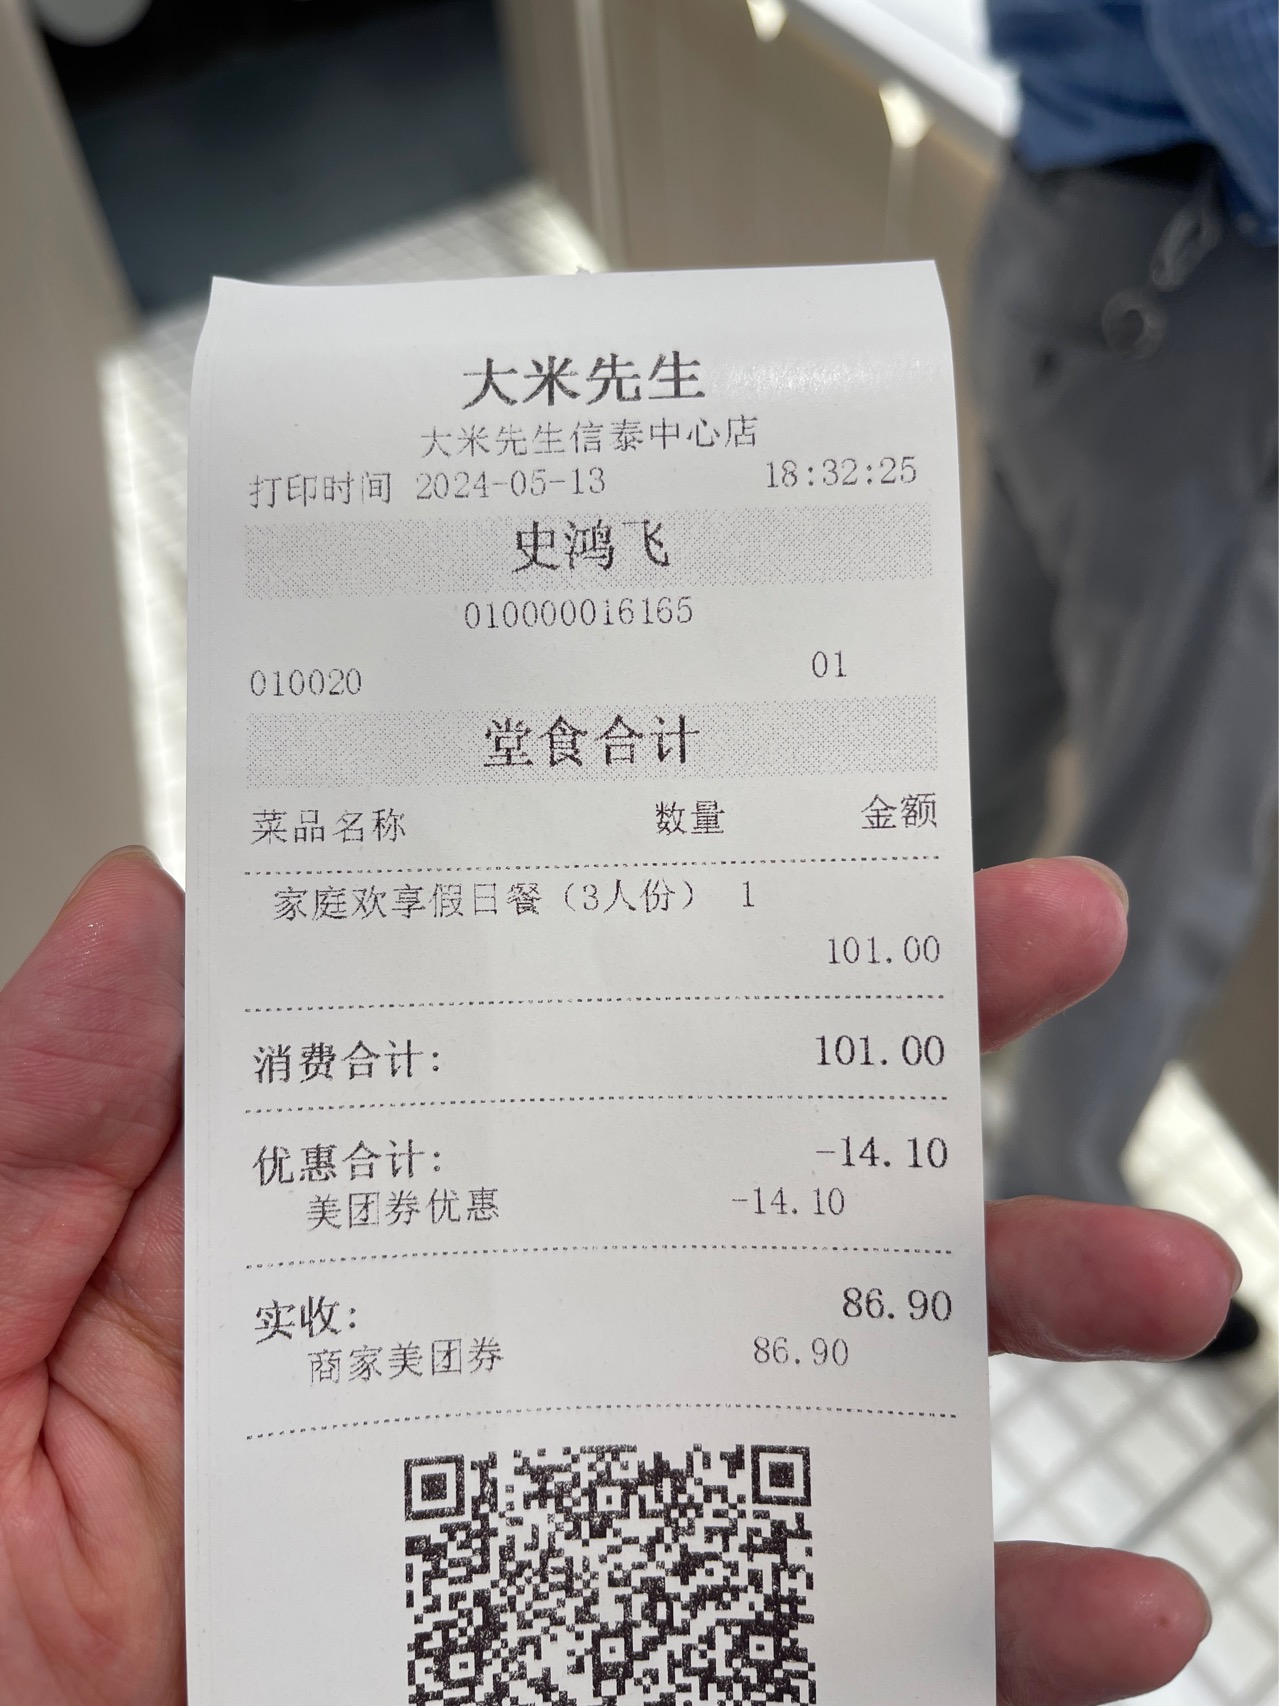 大米先生
大米先生信泰中心店
打印时间 2024-05-13 18:32:25
史鸿飞
010000016165
010020 01
堂食合计
菜品名称 数量 金额
家庭欢享假日餐（3人份） 1
101.00
消费合计: 101.00
优惠合计: -14.10
美团券优惠 -14.10
实收: 86.90
商家美团券 86.90